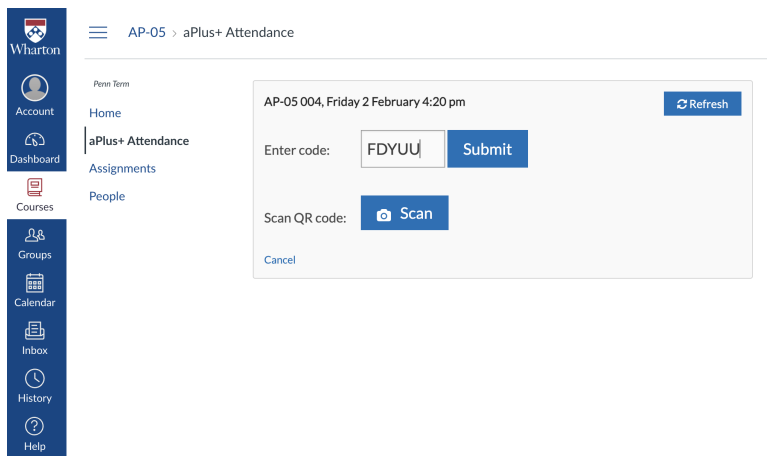 Wharton
Account
Dashboard
Courses
Groups
Calendar
Inbox
History
Help
AP-05 > aPlus+ Attendance
Penn Term
Home
aPlus+ Attendance
Assignments
People
AP-05 004, Friday 2 February 4:20 pm
Refresh
Enter code: FDYUU Submit
Scan QR code: Scan
Cancel